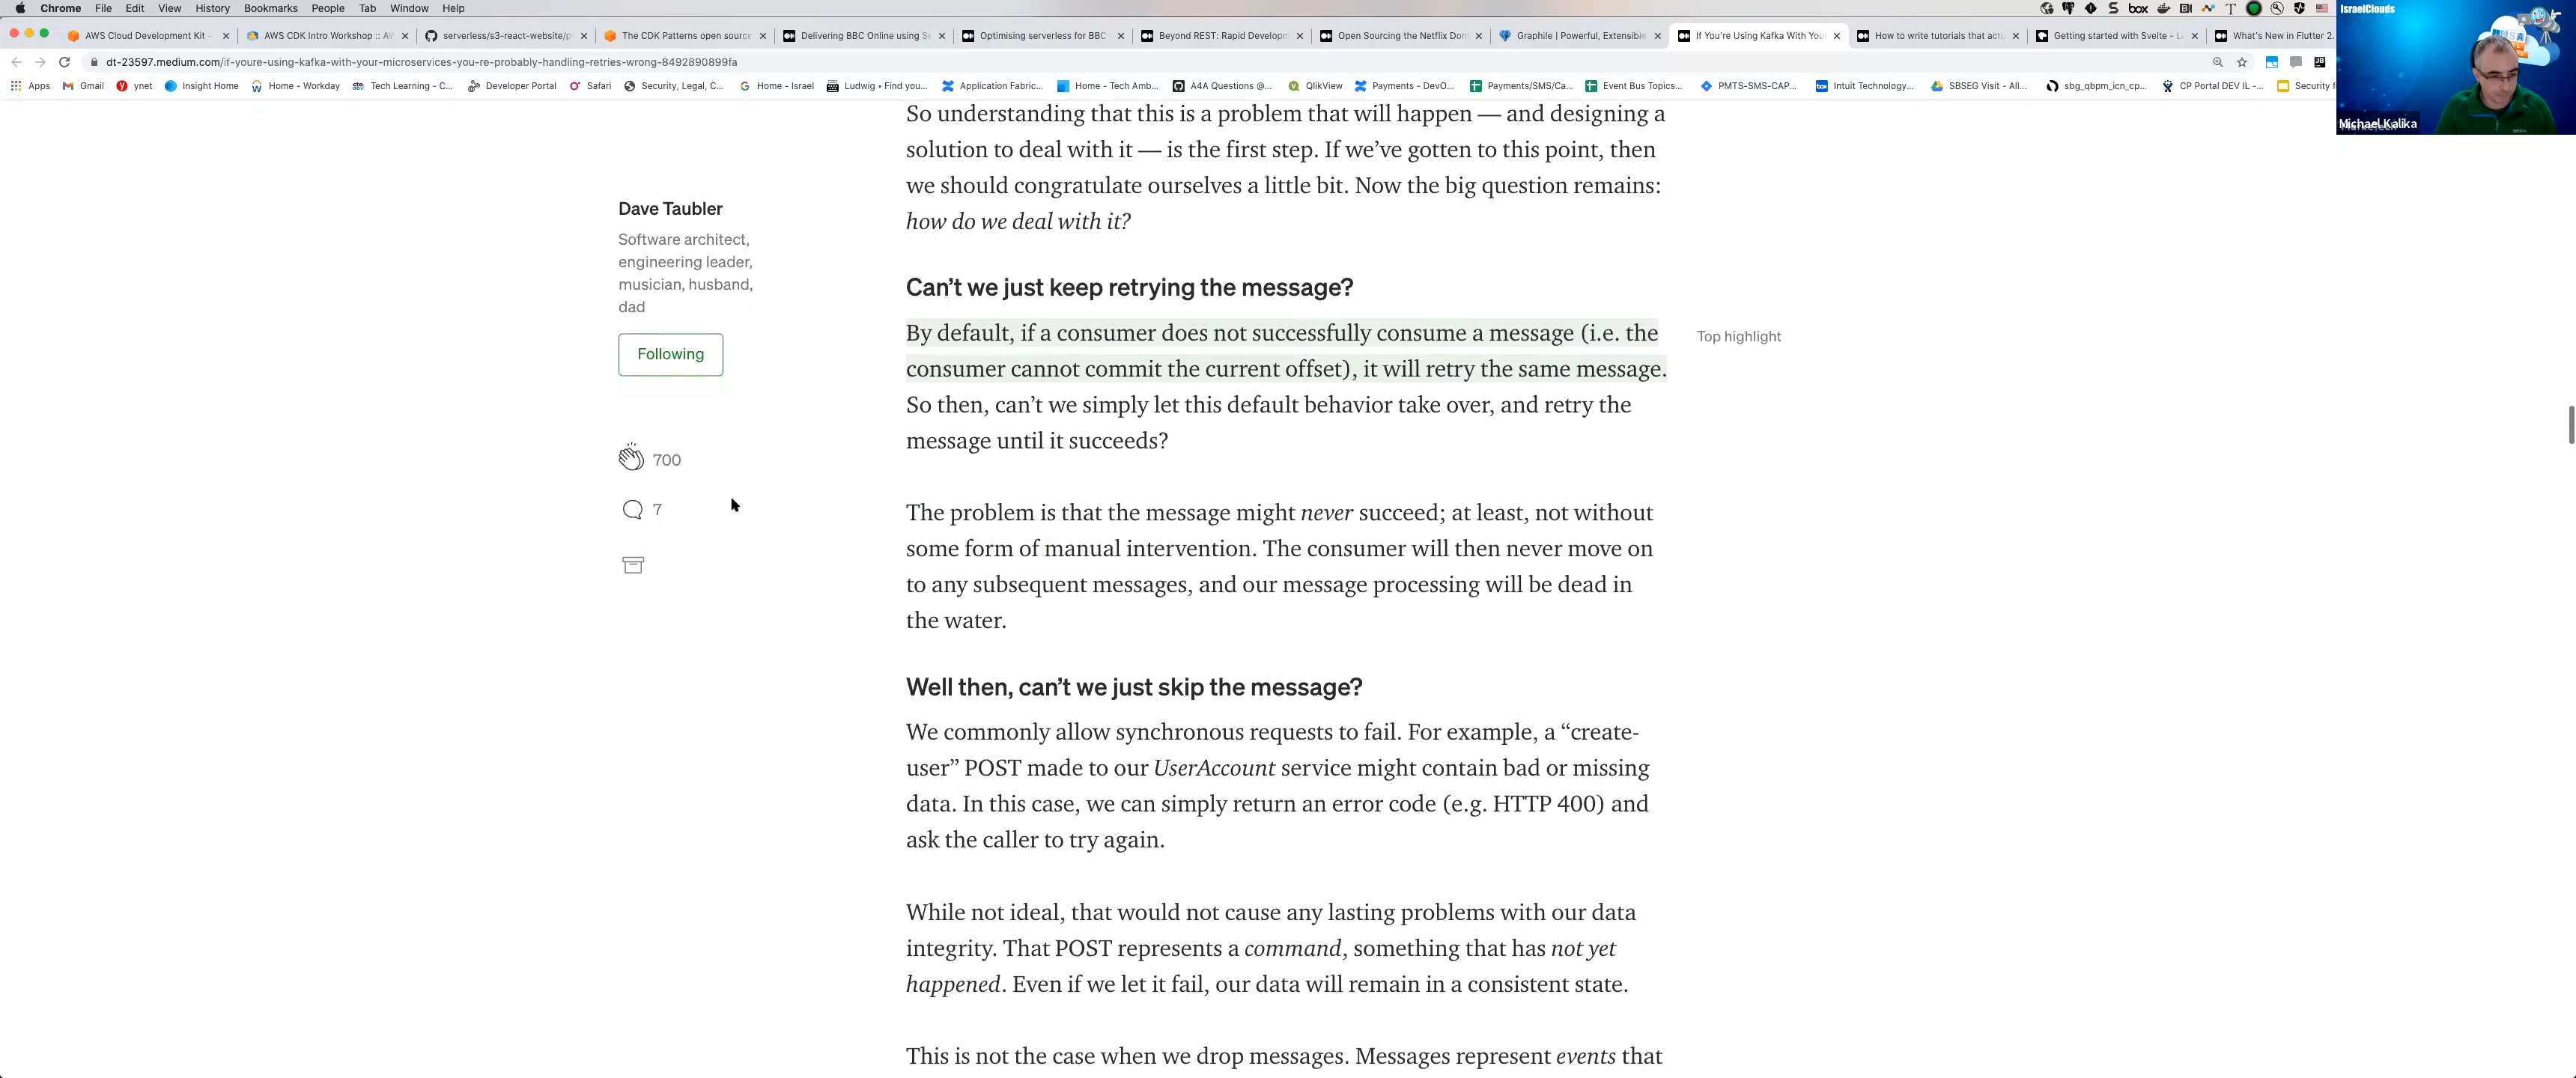 Chrome File Edit View History Bookmarks People Tab Window Help
box
IsraelClouds
AWS Cloud Development Kit -
AWS CDK Intro Workshop :: AW
serverless/s3-react-website/p
The CDK Patterns open source
Delivering BBC Online using Se
Optimising serverless for BBC
Beyond REST: Rapid Developm
Open Sourcing the Netflix Dom
Graphile | Powerful, Extensible
If You're Using Kafka With You
How to write tutorials that actu
Getting started with Svelte - L
What's New in Flutter 2.
dt-23597.medium.com/if-youre-using-kafka-with-your-microservices-you-re-probably-handling-retries-wrong-8492890899fa
Apps Gmail ynet Insight Home Home - Workday Tech Learning - C... Developer Portal Safari Security, Legal, C... Home - Israel Ludwig • Find you... Application Fabric... Home - Tech Amb... A4A Questions @... QlikView Payments - DevO... Payments/SMS/Ca... Event Bus Topics... PMTS-SMS-CAP... Intuit Technology... SBSEG Visit - All... sbg_qbpm_icn_cp... CP Portal DEV IL -... Security f
Michael Kalika
So understanding that this is a problem that will happen — and designing a
solution to deal with it — is the first step. If we've gotten to this point, then
we should congratulate ourselves a little bit. Now the big question remains:
how do we deal with it?
Dave Taubler
Software architect,
engineering leader,
musician, husband,
dad
Following
700
7
Can't we just keep retrying the message?
By default, if a consumer does not successfully consume a message (i.e. the
consumer cannot commit the current offset), it will retry the same message.
So then, can't we simply let this default behavior take over, and retry the
message until it succeeds?
Top highlight
The problem is that the message might never succeed; at least, not without
some form of manual intervention. The consumer will then never move on
to any subsequent messages, and our message processing will be dead in
the water.
Well then, can't we just skip the message?
We commonly allow synchronous requests to fail. For example, a “create-
user” POST made to our UserAccount service might contain bad or missing
data. In this case, we can simply return an error code (e.g. HTTP 400) and
ask the caller to try again.
While not ideal, that would not cause any lasting problems with our data
integrity. That POST represents a command, something that has not yet
happened. Even if we let it fail, our data will remain in a consistent state.
This is not the case when we drop messages. Messages represent events that